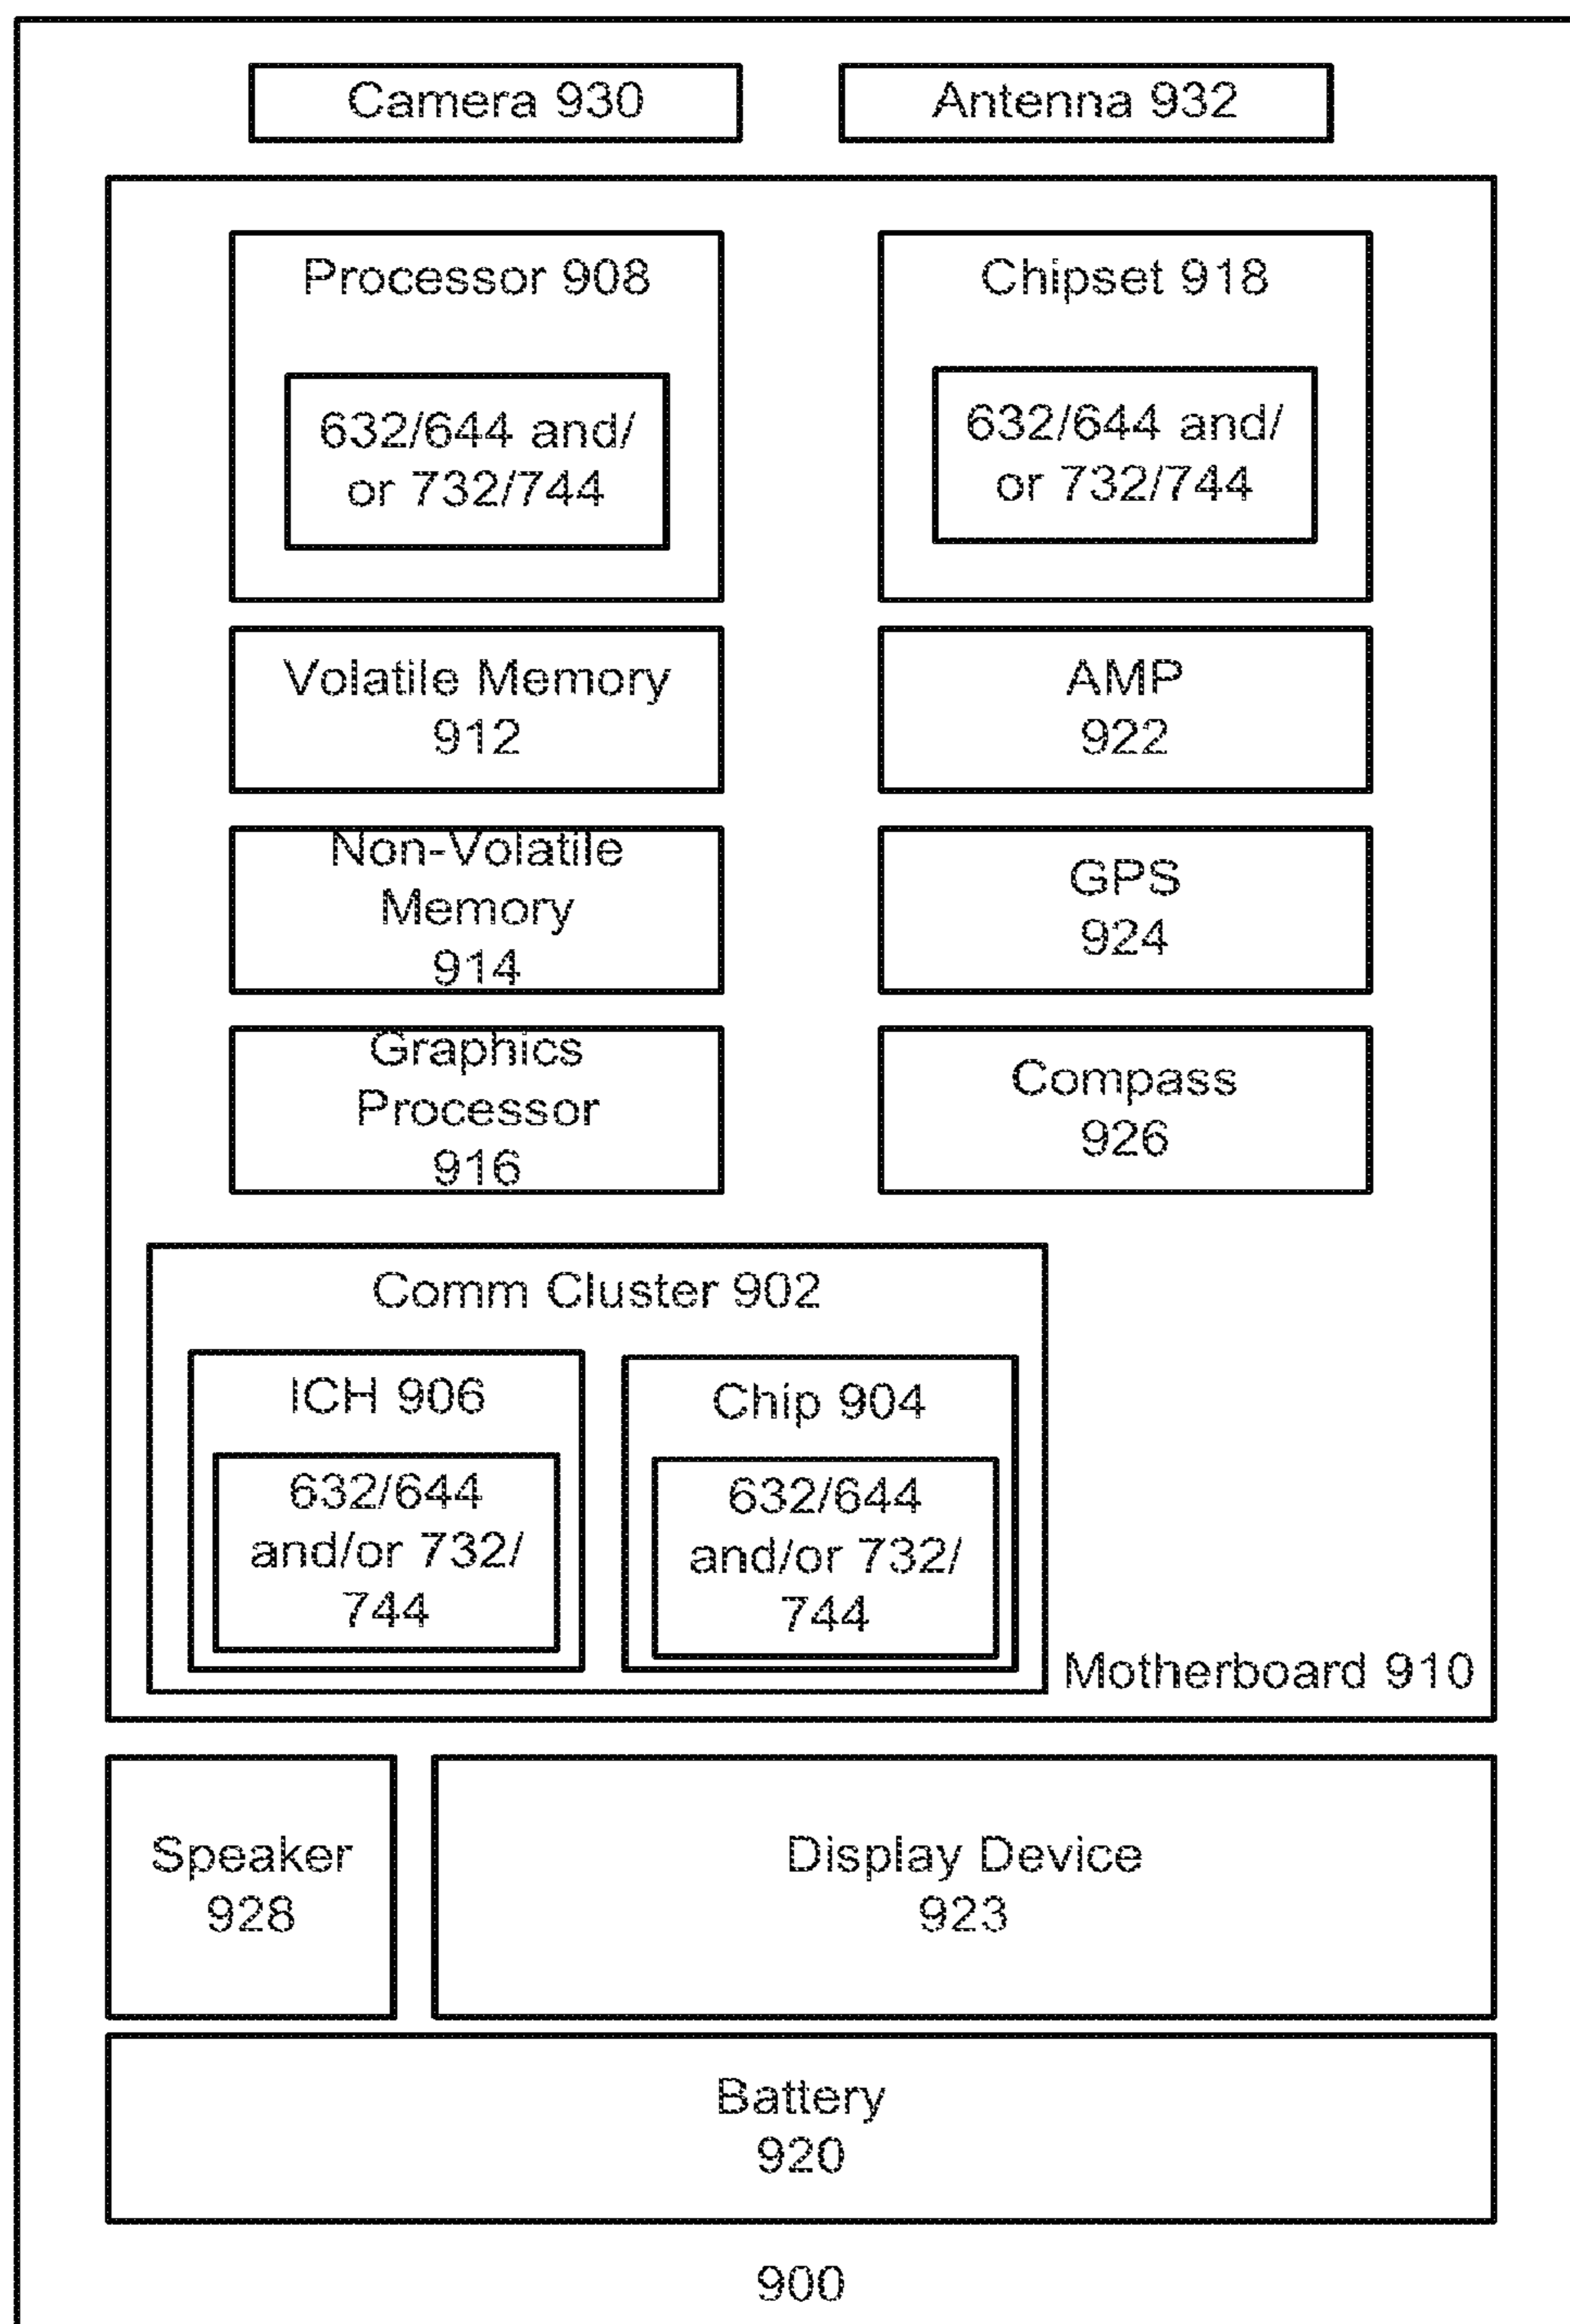 Camera 930
Antenna 932
Processor 908
632/644 and/
or 732/744
Chipset 918
632/644 and/
or 732/744
Volatile Memory
912
AMP
922
Non-Volatile
Memory
914
GPS
924
Graphics
Processor
916
Compass
926
Comm Cluster 902
ICH 906
632/644
and/or 732/
744
Chip 904
632/644
and/or 732/
744
Motherboard 910
Speaker
928
Display Device
923
Battery
920
900